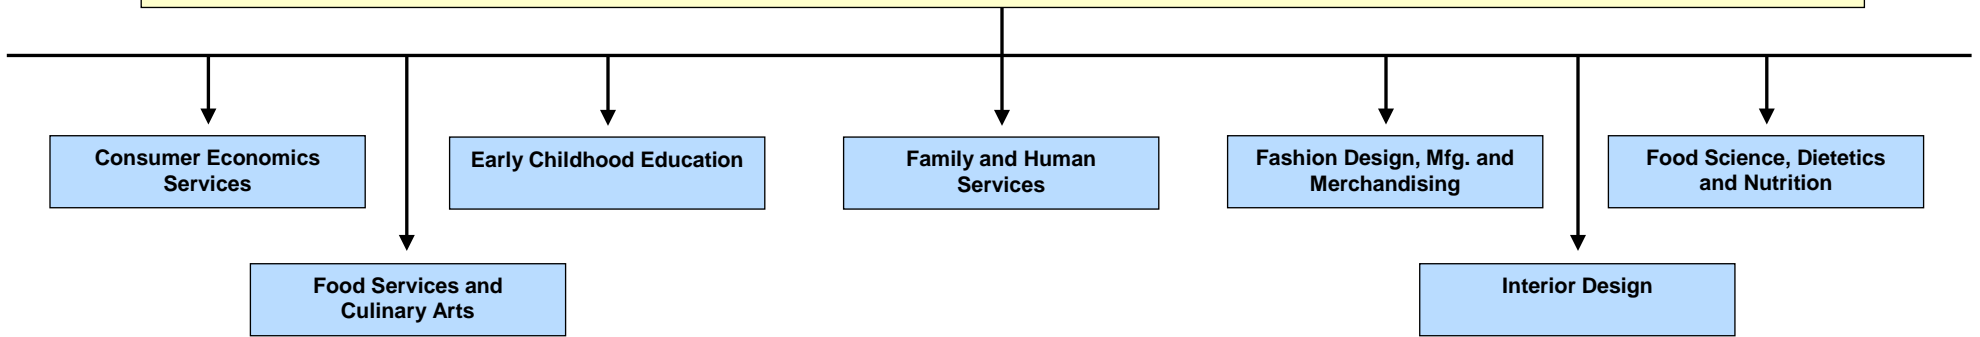 Consumer Economics
Services
Early Childhood Education
Family and Human
Services
Fashion Design, Mfg. and
Merchandising
Food Science, Dietetics
and Nutrition
Food Services and
Culinary Arts
Interior Design